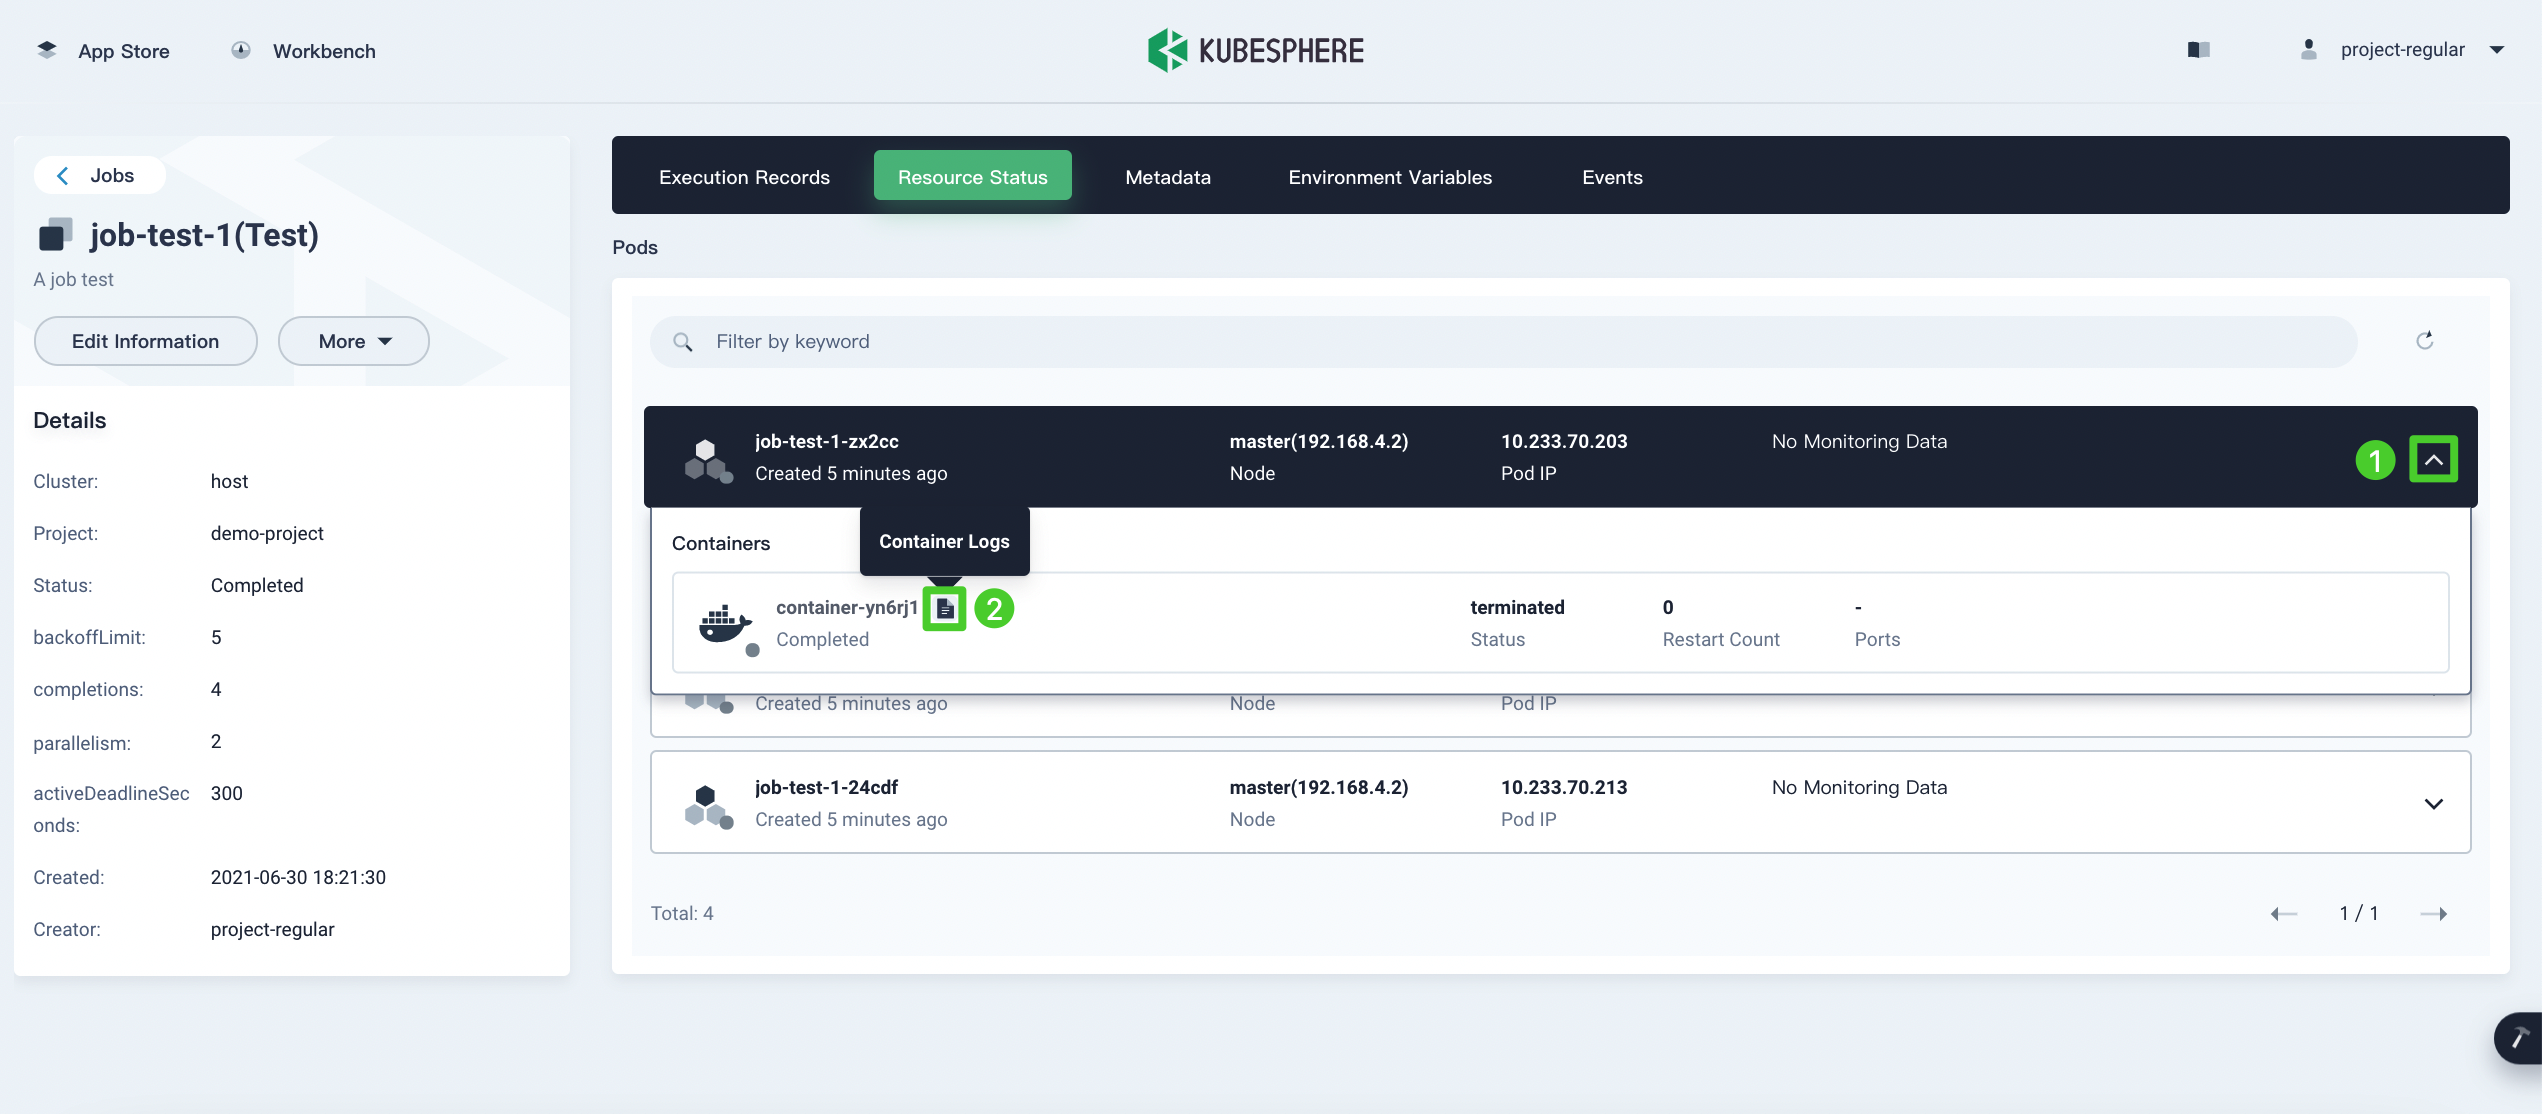 App Store
Workbench
KUBESPHERE
project-regular
Jobs
job-test-1(Test)
A job test
Edit Information
More
Details
Cluster: host
Project: demo-project
Status: Completed
backoffLimit: 5
completions: 4
parallelism: 2
activeDeadlineSec 300
onds:
Created: 2021-06-30 18:21:30
Creator: project-regular
Execution Records
Resource Status
Metadata
Environment Variables
Events
Pods
Filter by keyword
job-test-1-zx2cc master(192.168.4.2) 10.233.70.203 No Monitoring Data
Created 5 minutes ago Node Pod IP
1
Container Logs
Containers
container-yn6rj1 2 terminated 0 -
Completed Status Restart Count Ports
Created 5 minutes ago Node Pod IP
job-test-1-24cdf master(192.168.4.2) 10.233.70.213 No Monitoring Data
Created 5 minutes ago Node Pod IP
Total: 4
1 / 1